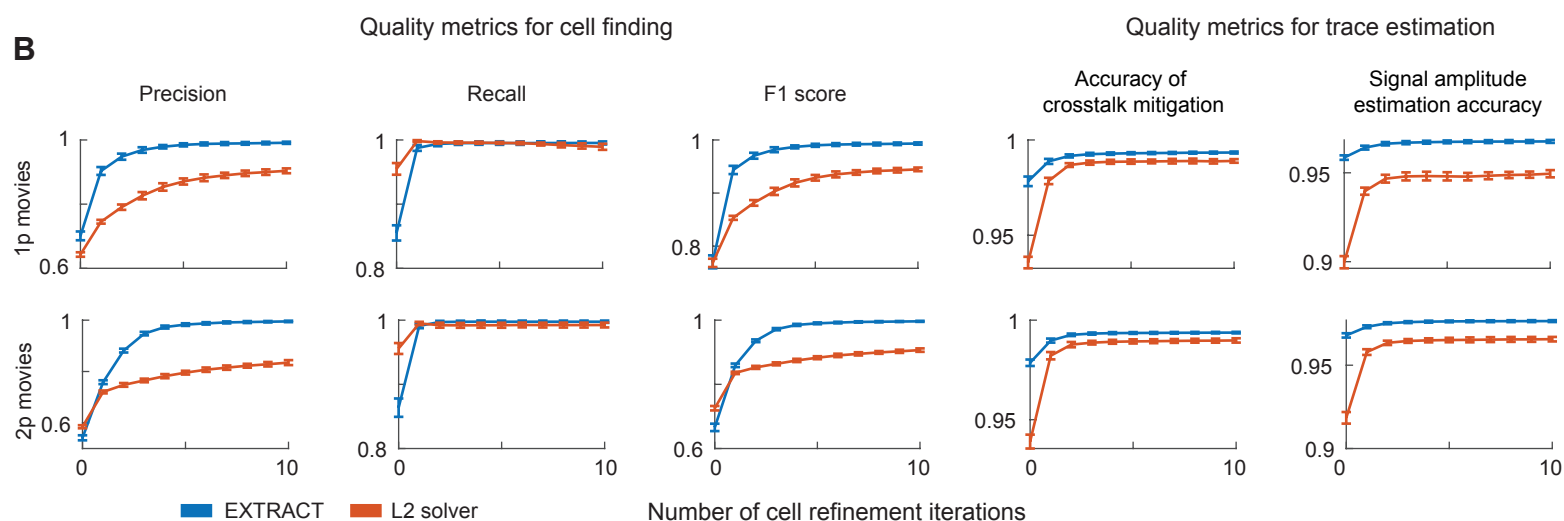 B
Quality metrics for cell finding
Quality metrics for trace estimation
Precision
Recall
F1 score
Accuracy of
crosstalk mitigation
Signal amplitude
estimation accuracy
1p movies
1
0.6
1
0.8
1
0.8
1
0.95
0.95
0.9
2p movies
1
0.6
0
10
1
0.8
0
10
1
0.6
0
10
1
0.95
0
10
0.95
0.9
0
10
EXTRACT
L2 solver
Number of cell refinement iterations